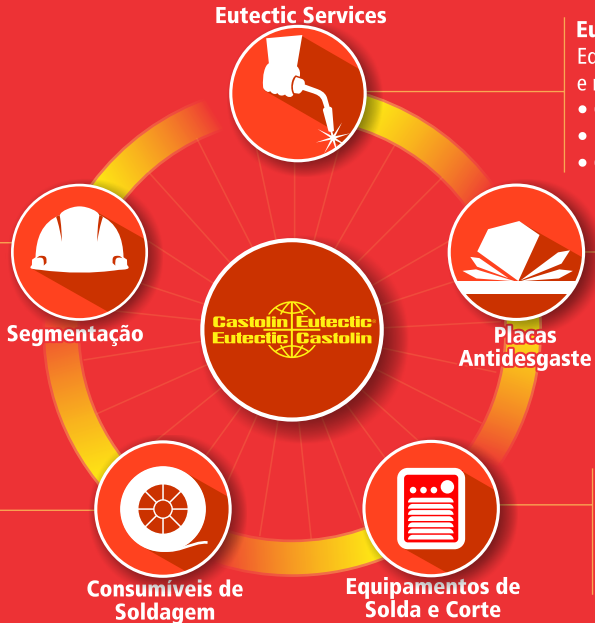 Eutectic Services
Segmentação
Castolin Eutectic
Eutectic Castolin
Placas
Antidesgaste
Consumíveis de
Soldagem
Equipamentos de
Solda e Corte